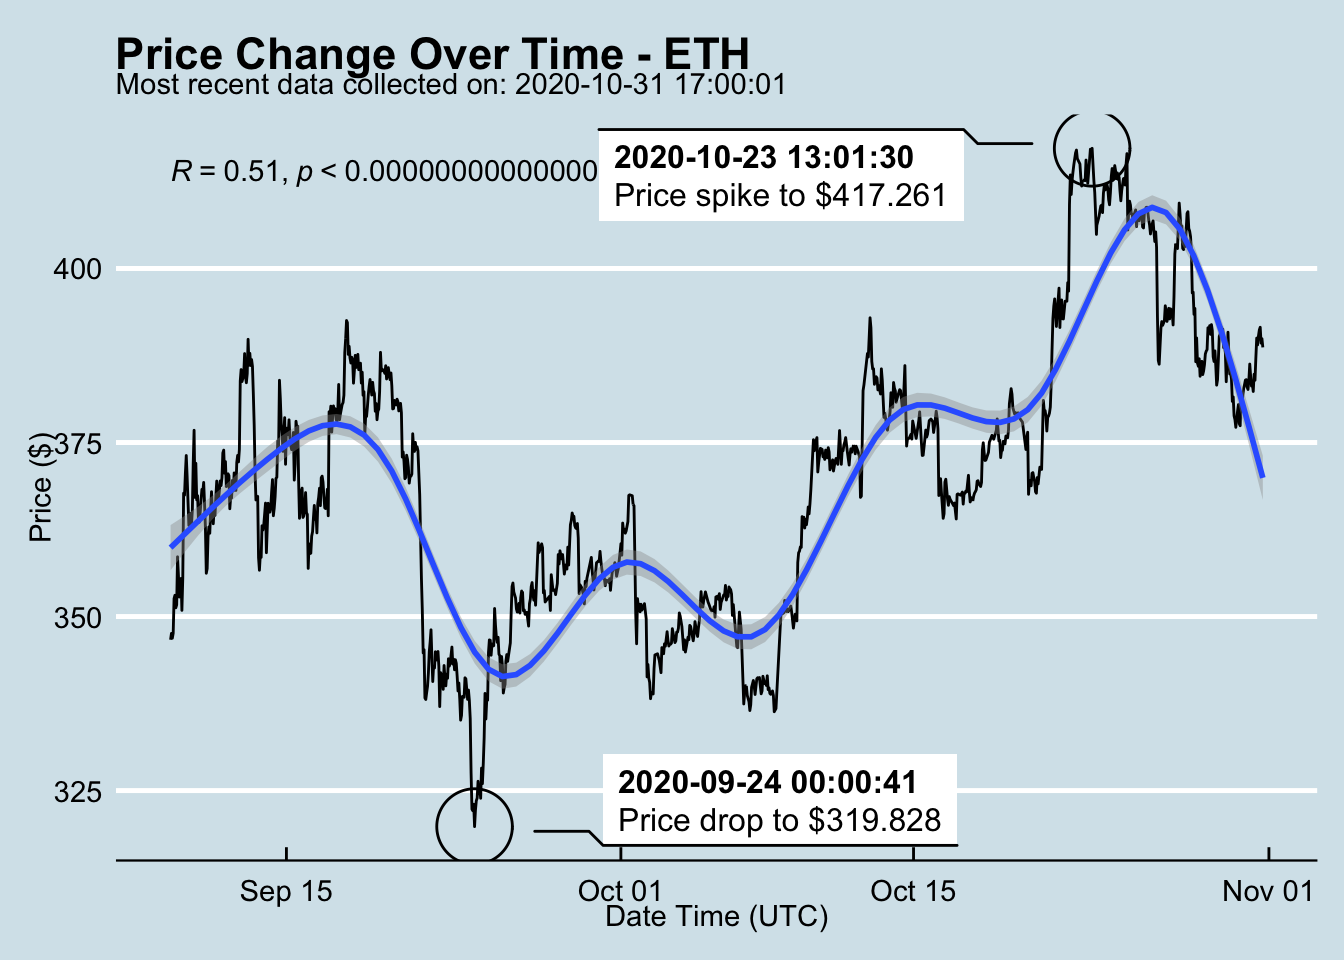 Price Change Over Time - ETH
Most recent data collected on: 2020-10-31 17:00:01
R = 0.51, p < 0.00000000000000
2020-10-23 13:01:30
Price spike to $417.261
400
375
350
325
Price ($)
2020-09-24 00:00:41
Price drop to $319.828
Sep 15
Oct 01
Oct 15
Nov 01
Date Time (UTC)